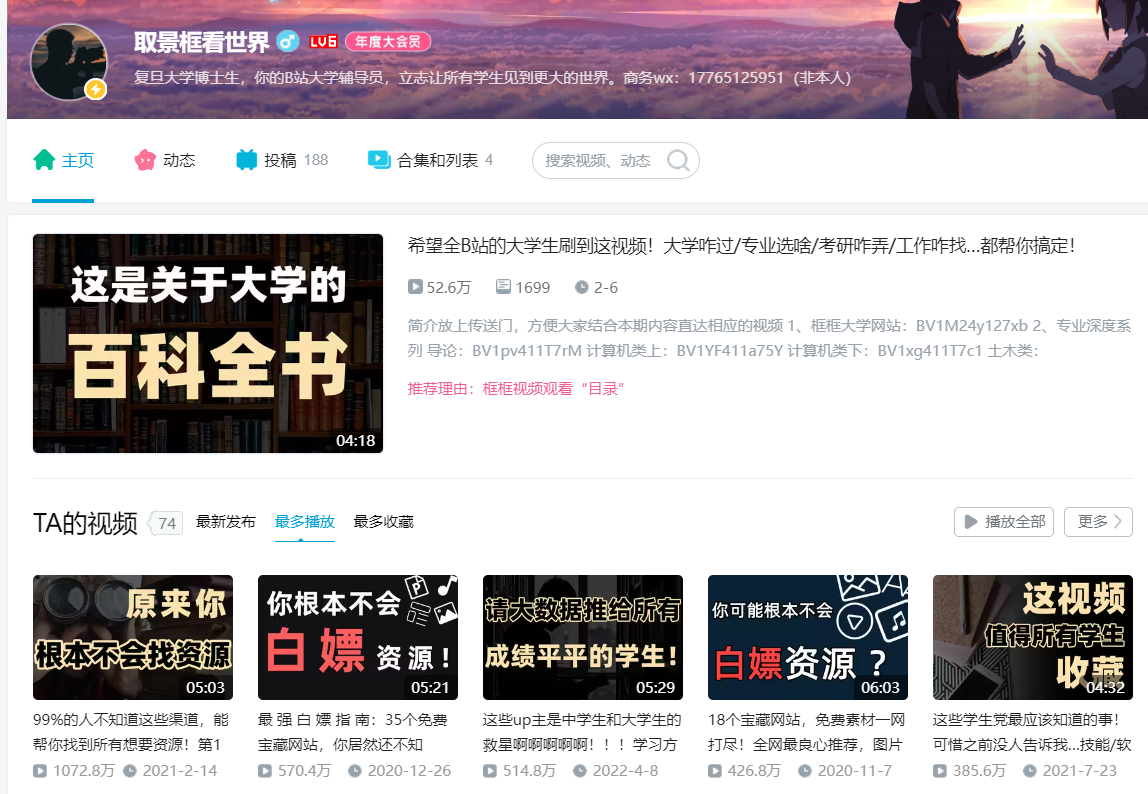 取景框看世界 LV6 年度大会员
复旦大学博士生，你的B站大学辅导员，立志让所有学生见到更大的世界。商务wx：17765125951（非本人）
主页 动态 投稿 188 合集和列表 4 搜索视频、动态
这是关于大学的
百科全书
04:18
希望全B站的大学生刷到这视频！大学咋过/专业选啥/考研咋弄/工作咋找...都帮你搞定！
52.6万 1699 2-6
简介放上传送门，方便大家结合本期内容直达相应的视频 1、框框大学网站：BV1M24y127xb 2、专业深度系
列 导论：BV1pv411T7rM 计算机类上：BV1YF411a75Y 计算机类下：BV1xg411T7c1 土木类：
推荐理由：框框视频观看“目录”
TA的视频 74 最新发布 最多播放 最多收藏 播放全部 更多
原来你
根本不会找资源
05:03
99%的人不知道这些渠道，能
帮你找到所有想要资源！第1
1072.8万 2021-2-14
你根本不会
白嫖资源！
05:21
最 强 白 嫖 指 南：35个免费
宝藏网站，你居然还不知
570.4万 2020-12-26
请大数据推给所有
成绩平平的学生！
05:29
这些up主是中学生和大学生的
救星啊啊啊啊啊！！！学习方
514.8万 2022-4-8
你可能根本不会
白嫖资源？
06:03
18个宝藏网站，免费素材一网
打尽！全网最良心推荐，图片
426.8万 2020-11-7
这视频
值得所有学生
收藏
04:32
这些学生党最应该知道的事！
可惜之前没人告诉我...技能/软
385.6万 2021-7-23